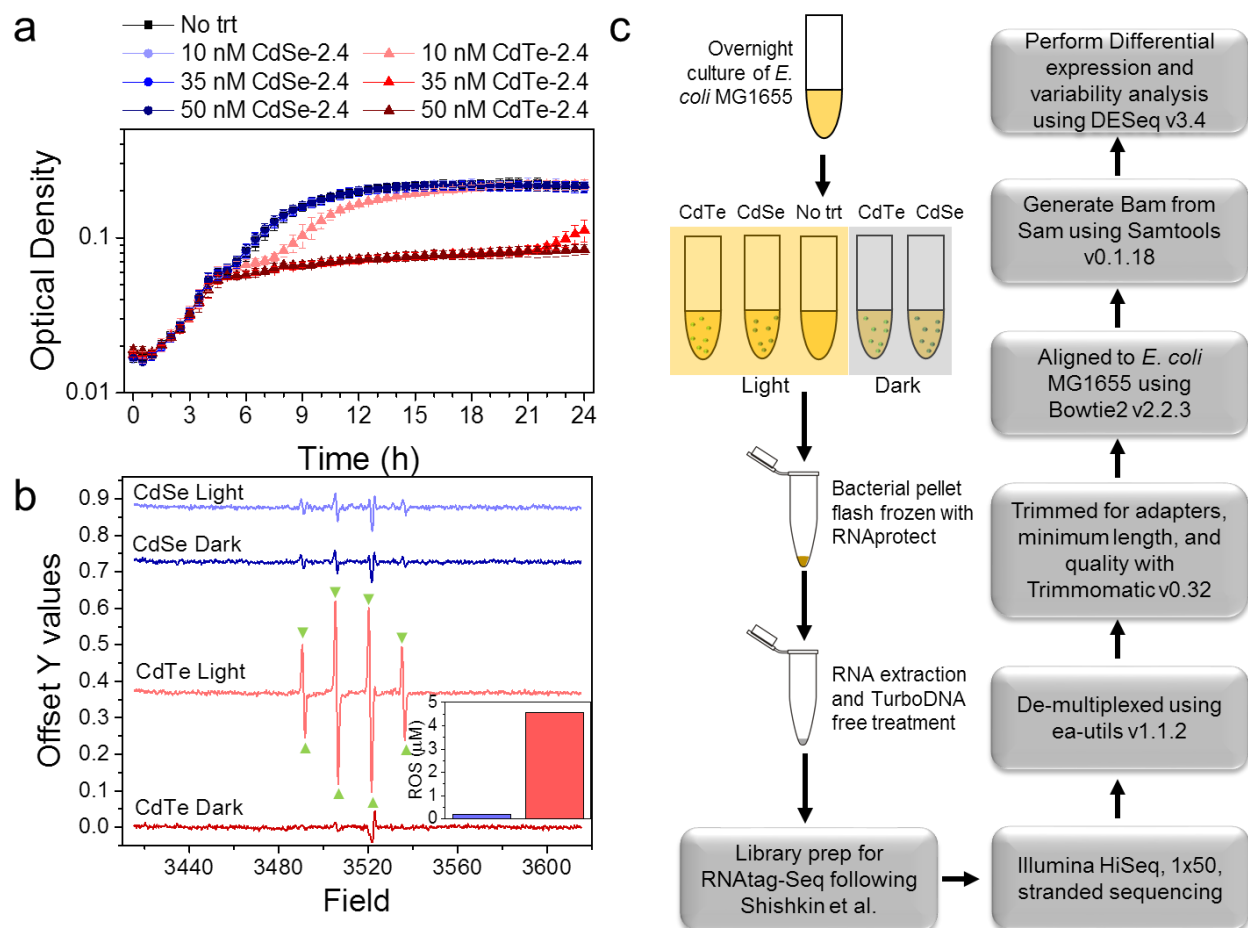 a
No trt
10 nM CdSe-2.4
10 nM CdTe-2.4
35 nM CdSe-2.4
35 nM CdTe-2.4
50 nM CdSe-2.4
50 nM CdTe-2.4
Optical Density
0.1
0.01
0 3 6 9 12 15 18 21 24
Time (h)
b
Offset Y values
0.9
0.8
0.7
0.6
0.5
0.4
0.3
0.2
0.1
0.0
CdSe Light
CdSe Dark
CdTe Light
CdTe Dark
ROS (μM)
5
4
3
2
1
0
3440 3480 3520 3560 3600
Field
c
Overnight
culture of E.
coli MG1655
CdTe CdSe No trt CdTe CdSe
Light Dark
Bacterial pellet
flash frozen with
RNAprotect
RNA extraction
and TurboDNA
free treatment
Library prep for
RNAtag-Seq following
Shishkin et al.
Illumina HiSeq, 1x50,
stranded sequencing
De-multiplexed using
ea-utils v1.1.2
Trimmed for adapters,
minimum length, and
quality with
Trimmomatic v0.32
Aligned to E. coli
MG1655 using
Bowtie2 v2.2.3
Generate Bam from
Sam using Samtools
v0.1.18
Perform Differential
expression and
variability analysis
using DESeq v3.4